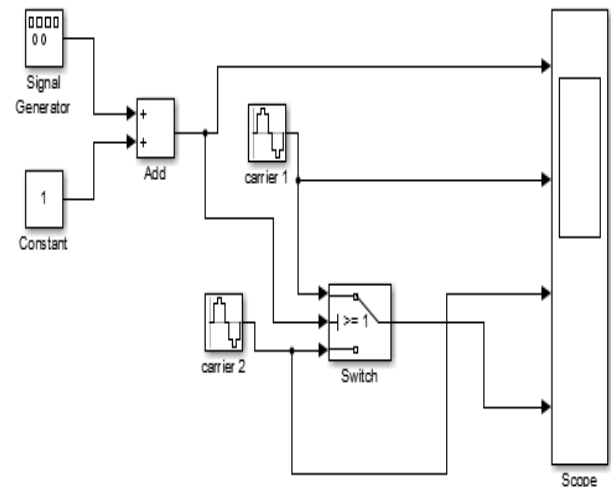 Signal
Generator
+
+
Add
1
Constant
carrier 1
carrier 2
>= 1
Switch
Scope